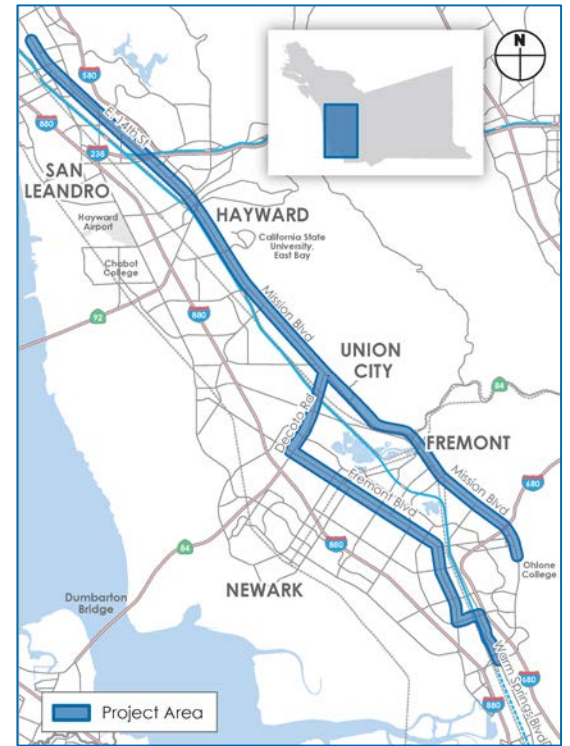 N
580
880
E. 14th St
238
SAN
LEANDRO
HAYWARD
Hayward
Airport
California State
University,
East Bay
Chabot
College
92
880
Mission Blvd
UNION
CITY
84
Decoto Rd
FREMONT
Fremont Blvd
Mission Blvd
680
880
84
Ohlone
College
NEWARK
Dumbarton
Bridge
Warm Springs Blvd
680
880
Project Area